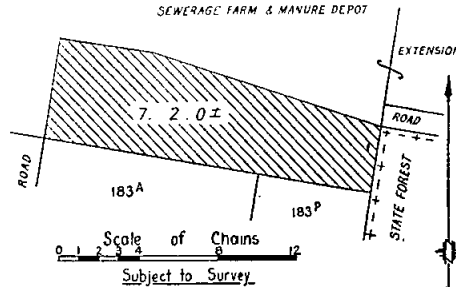 SEWERAGE FARM & MANURE DEPOT
EXTENSION
7. 2. 0 ±
ROAD
ROAD
STATE FOREST
183A
183P
Scale of Chains
0 1 2 3 4 8 12
Subject to Survey